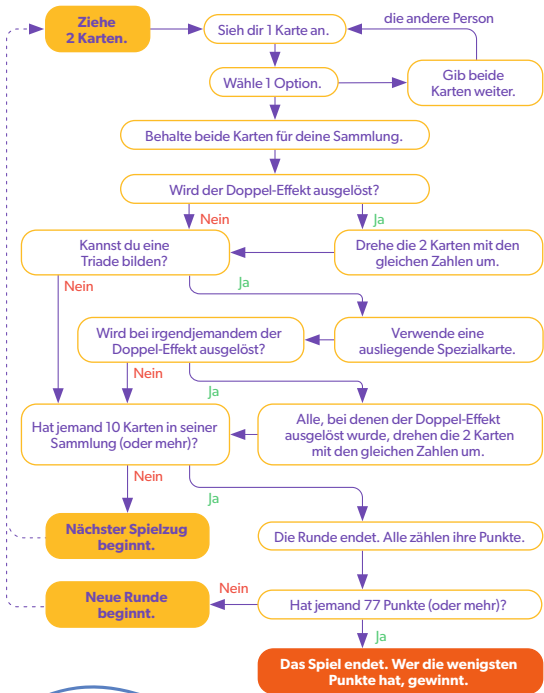 Ziehe
2 Karten.
Sieh dir 1 Karte an.
die andere Person
Wähle 1 Option.
Gib beide
Karten weiter.
Behalte beide Karten für deine Sammlung.
Wird der Doppel-Effekt ausgelöst?
Nein
Ja
Kannst du eine
Triade bilden?
Drehe die 2 Karten mit den
gleichen Zahlen um.
Nein
Ja
Wird bei irgendjemandem der
Doppel-Effekt ausgelöst?
Verwende eine
ausliegende Spezialkarte.
Nein
Ja
Hat jemand 10 Karten in seiner
Sammlung (oder mehr)?
Alle, bei denen der Doppel-Effekt
ausgelöst wurde, drehen die 2 Karten
mit den gleichen Zahlen um.
Nein
Ja
Nächster Spielzug
beginnt.
Die Runde endet. Alle zählen ihre Punkte.
Neue Runde
beginnt.
Nein
Hat jemand 77 Punkte (oder mehr)?
Ja
Das Spiel endet. Wer die wenigsten
Punkte hat, gewinnt.